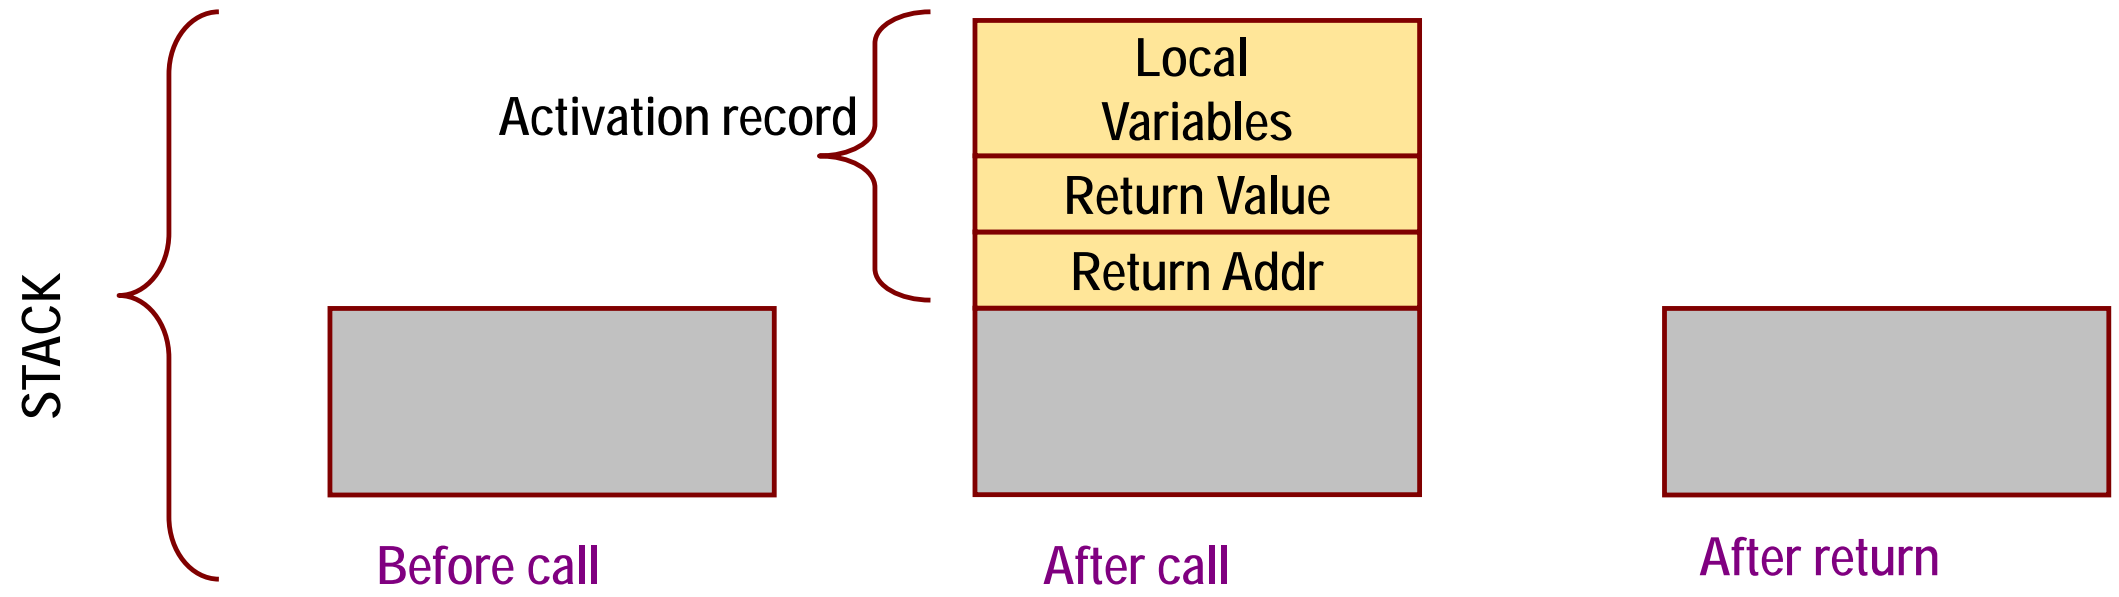 STACK
Activation record
Local
Variables
Return Value
Return Addr
Before call
After call
After return